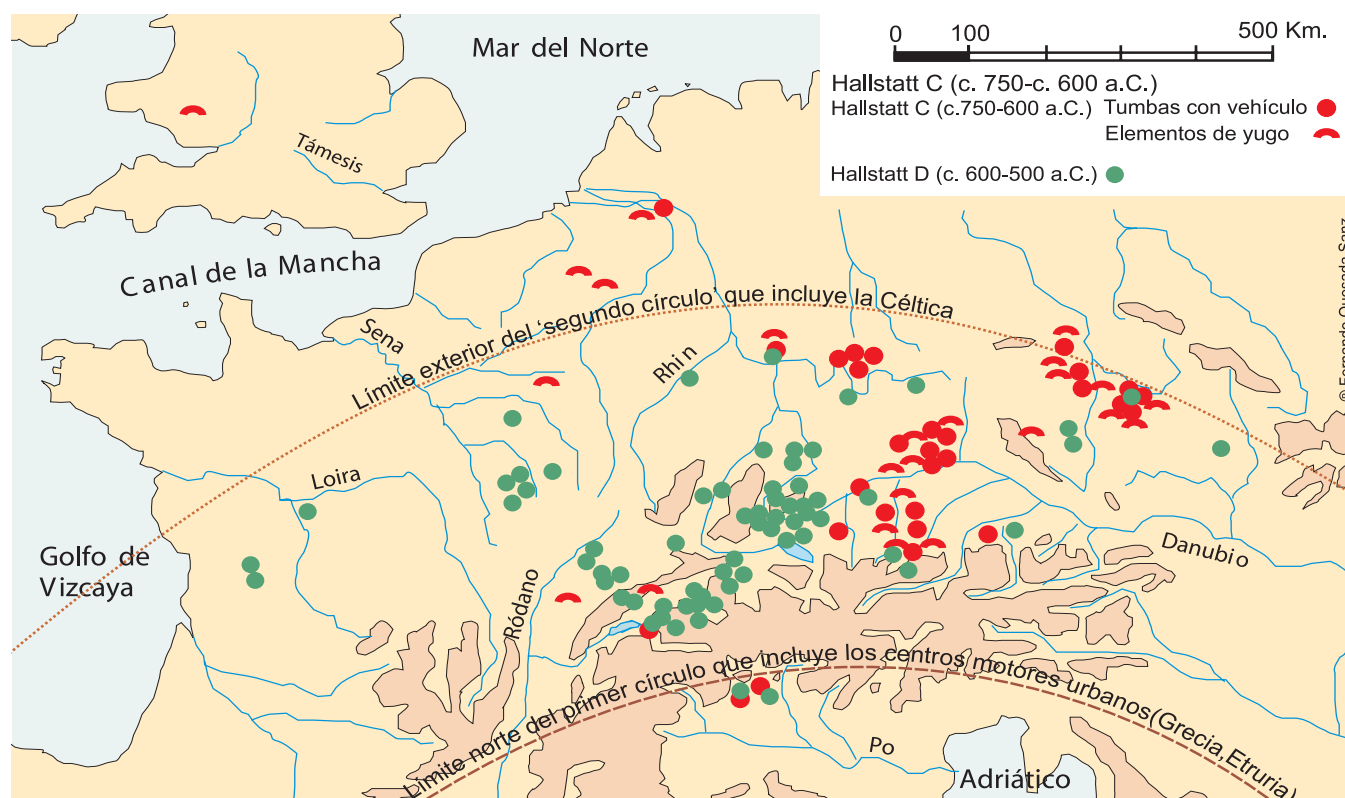 Mar del Norte
0 100 500 Km.
Hallstatt C (c. 750-c. 600 a.C.)
Hallstatt C (c.750-600 a.C.) Tumbas con vehículo
Elementos de yugo
Hallstatt D (c. 600-500 a.C.)
Támesis
Canal de la Mancha
© Fernando Quesada Sanz
Límite exterior del 'segundo círculo' que incluye la Céltica
Sena
Rhin
Loira
Golfo de
Vizcaya
Danubio
Ródano
Límite norte del primer círculo que incluye los centros motores urbanos(Grecia,Etruria)
Po
Adriático